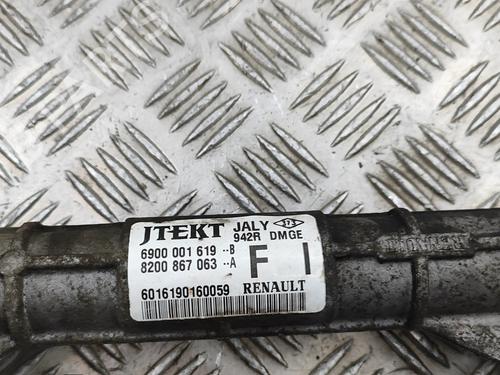 JTEKT JALY
942R DMGE
6900 001 619 --B
8200 867 063 --A
F I
6016190160059 RENAULT